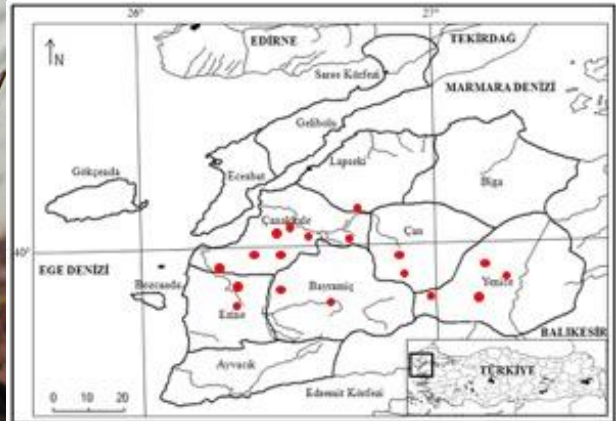 26
27
EDİRNE
TEKİRDAĞ
N
Saros Körfezi
MARMARA DENİZİ
Gelibolu
Gökçeada
Eceabat
Lapseki
Biga
Çanakkale
Çan
40
40
EGE DENİZİ
Bozcaada
Bayramiç
Yenice
Ezine
BALIKESİR
Ayvacık
TÜRKİYE
Edremit Körfezi
0 10 20